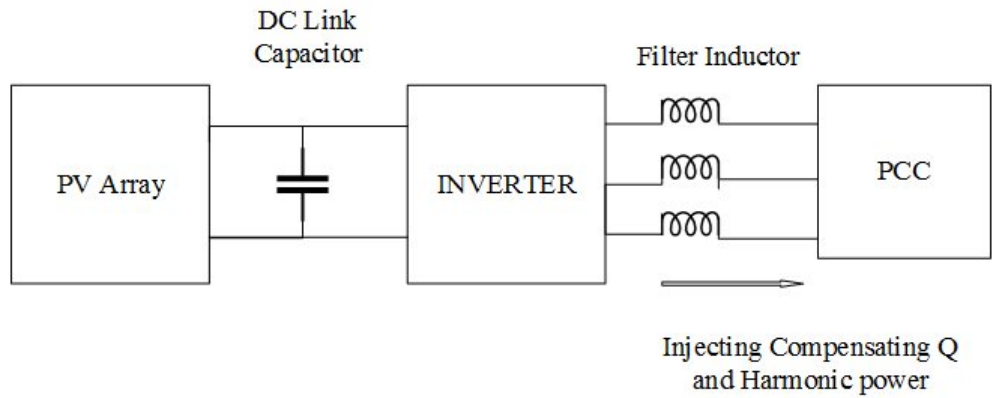 DC Link
Capacitor
Filter Inductor
PV Array
INVERTER
PCC
Injecting Compensating Q
and Harmonic power